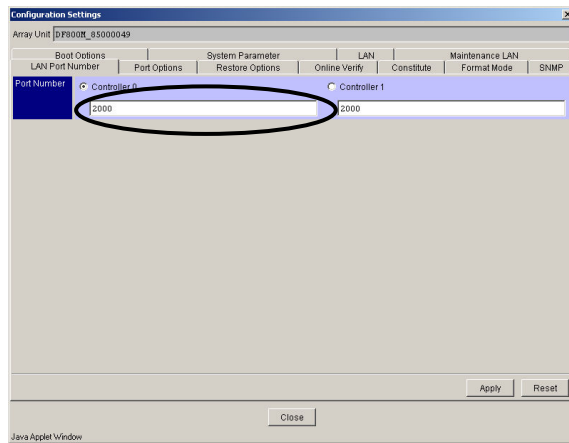 Configuration Settings
Array Unit DF800M_85000049
Boot Options System Parameter LAN Maintenance LAN
LAN Port Number Port Options Restore Options Online Verify Constitute Format Mode SNMP
Port Number Controller 0 Controller 1
2000 2000
Apply Reset
Close
Java Applet Window